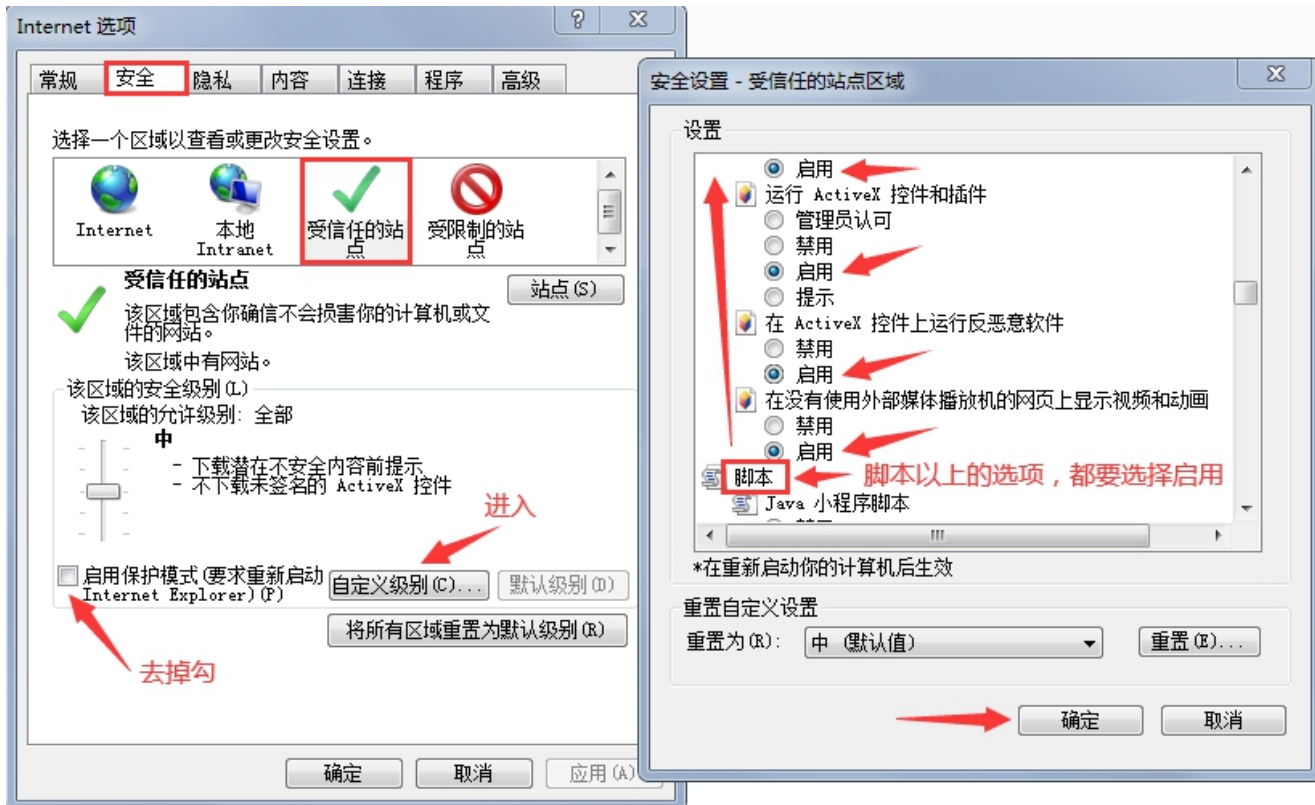 Internet 选项
常规
安全
隐私
内容
连接
程序
高级
选择一个区域以查看或更改安全设置。
Internet
本地
Intranet
受信任的站
点
受限制的站
点
受信任的站点
站点(S)
该区域包含你确信不会损害你的计算机或文
件的网站。
该区域中有网站。
该区域的安全级别(L)
该区域的允许级别: 全部
中
- 下载潜在不安全内容前提示
- 不下载未签名的 ActiveX 控件
进入
启用保护模式(要求重新启动
Internet Explorer)(P)
自定义级别(C)...
默认级别(D)
将所有区域重置为默认级别(R)
去掉勾
确定
取消
应用(A)
安全设置 - 受信任的站点区域
设置
启用
运行 ActiveX 控件和插件
管理员认可
禁用
启用
提示
在 ActiveX 控件上运行反恶意软件
禁用
启用
在没有使用外部媒体播放机的网页上显示视频和动画
禁用
启用
脚本
脚本以上的选项，都要选择启用
Java 小程序脚本
*在重新启动你的计算机后生效
重置自定义设置
重置为(R):
中 (默认值)
重置(E)...
确定
取消